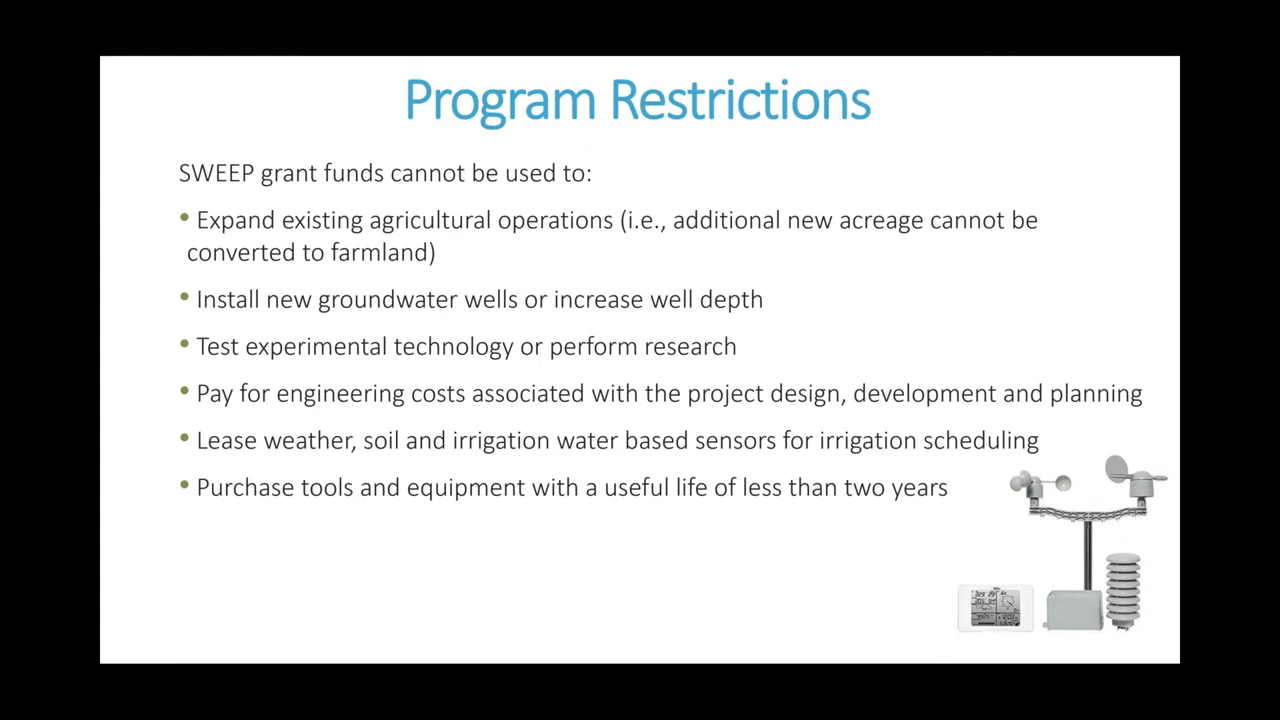 Program Restrictions
SWEEP grant funds cannot be used to:
• Expand existing agricultural operations (i.e., additional new acreage cannot be
converted to farmland)
• Install new groundwater wells or increase well depth
• Test experimental technology or perform research
• Pay for engineering costs associated with the project design, development and planning
• Lease weather, soil and irrigation water based sensors for irrigation scheduling
• Purchase tools and equipment with a useful life of less than two years